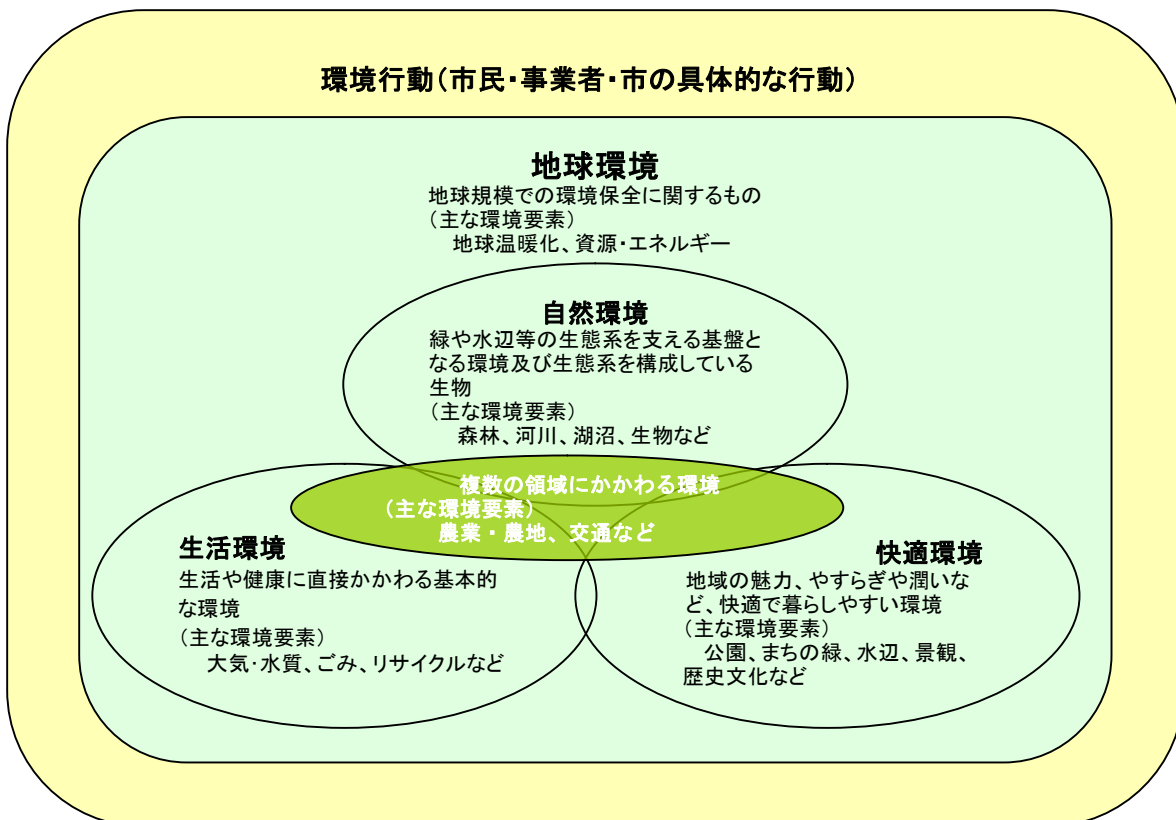 環境行動(市民・事業者・市の具体的な行動)
地球環境
地球規模での環境保全に関するもの
(主な環境要素)
地球温暖化、資源・エネルギー
自然環境
緑や水辺等の生態系を支える基盤と
なる環境及び生態系を構成している
生物
(主な環境要素)
森林、河川、湖沼、生物など
複数の領域にかかわる環境
(主な環境要素)
農業・農地、交通など
生活環境
生活や健康に直接かかわる基本的
な環境
(主な環境要素)
大気・水質、ごみ、リサイクルなど
快適環境
地域の魅力、やすらぎや潤いな
ど、快適で暮らしやすい環境
(主な環境要素)
公園、まちの緑、水辺、景観、
歴史文化など